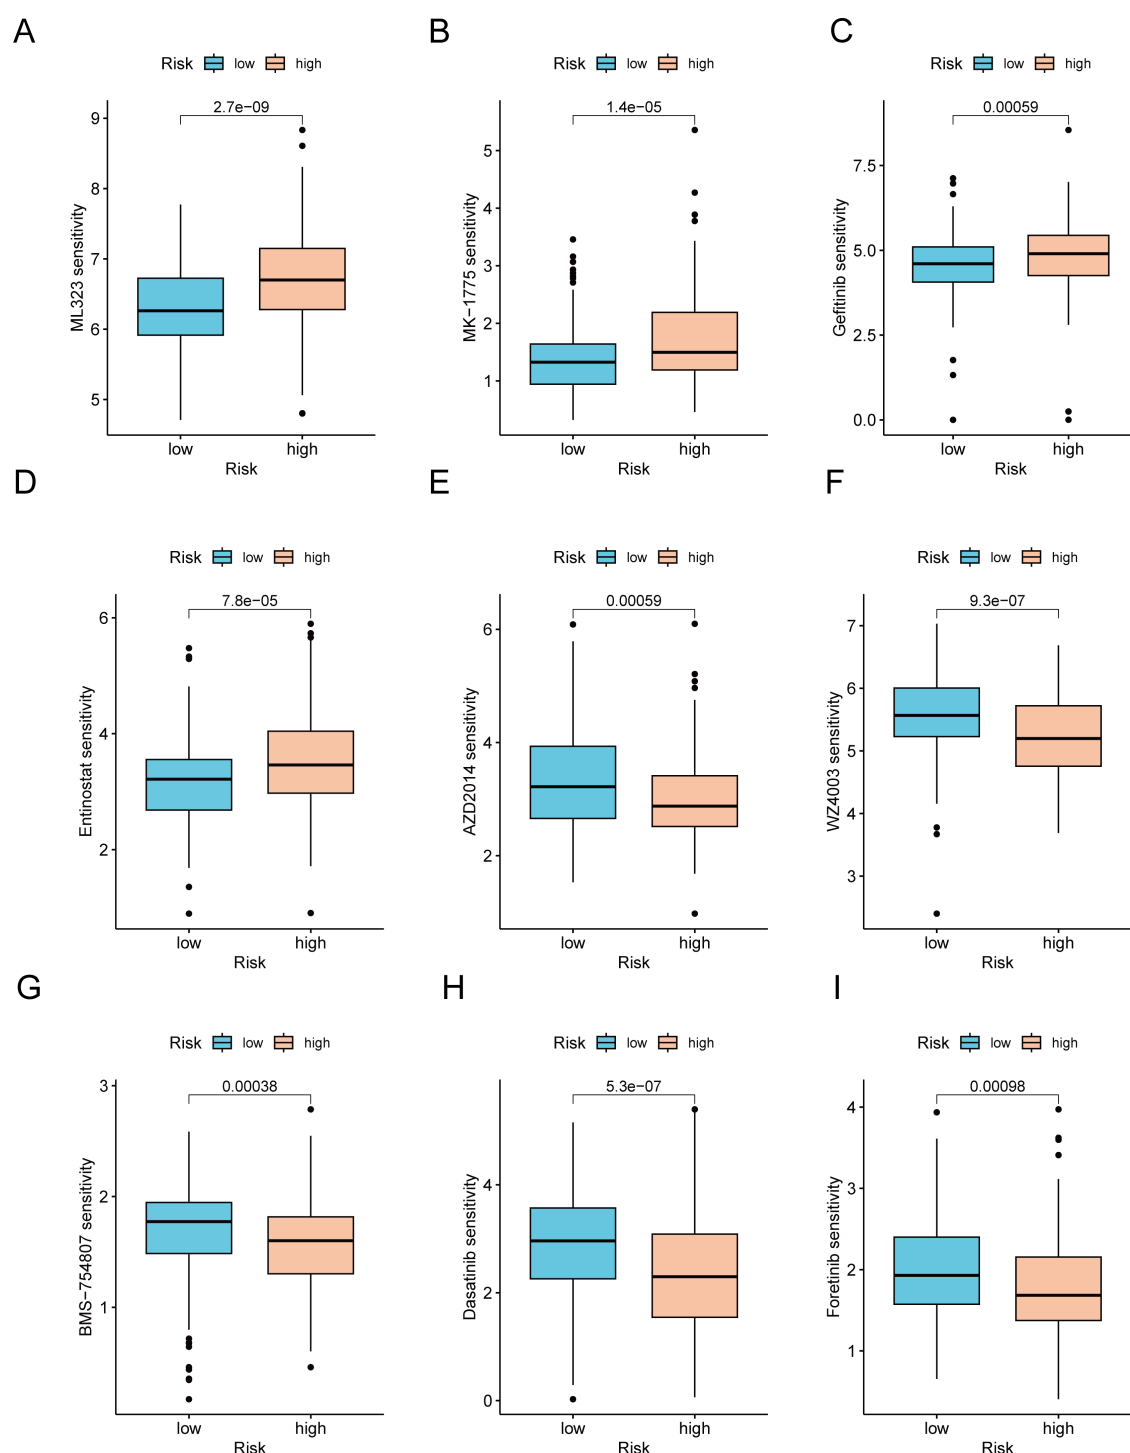 A
B
C
Risk low high
Risk low high
Risk low high
2.7e−09
1.4e−05
0.00059
ML323 sensitivity
9
8
7
6
5
MK−1775 sensitivity
5
4
3
2
1
Gefitinib sensitivity
7.5
5.0
2.5
0.0
low high
low high
low high
Risk
Risk
Risk
D
E
F
Risk low high
Risk low high
Risk low high
7.8e−05
0.00059
9.3e−07
Entinostat sensitivity
6
4
2
AZD2014 sensitivity
6
4
2
WZ4003 sensitivity
7
6
5
4
3
low high
low high
low high
Risk
Risk
Risk
G
H
I
Risk low high
Risk low high
Risk low high
0.00038
5.3e−07
0.00098
BMS−754807 sensitivity
3
2
1
Dasatinib sensitivity
4
2
0
Foretinib sensitivity
4
3
2
1
low high
low high
low high
Risk
Risk
Risk